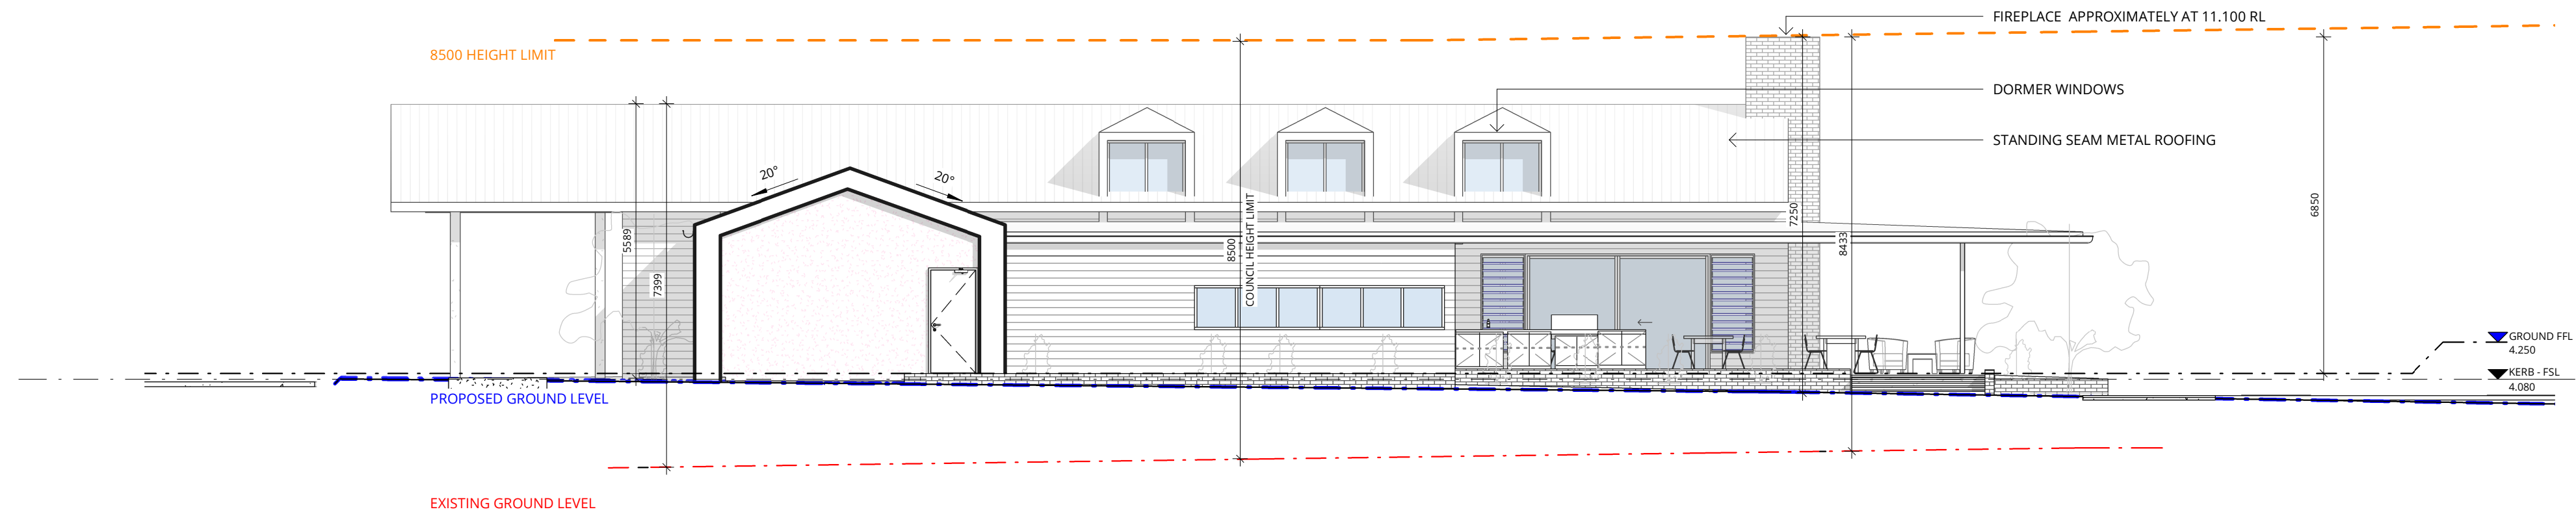 FIREPLACE APPROXIMATELY AT 11.100 RL
8500 HEIGHT LIMIT
DORMER WINDOWS
STANDING SEAM METAL ROOFING
20°
20°
5589
7399
8500
COUNCIL HEIGHT LIMIT
7250
8433
6850
GROUND FFL
4.250
KERB - FSL
4.080
PROPOSED GROUND LEVEL
EXISTING GROUND LEVEL